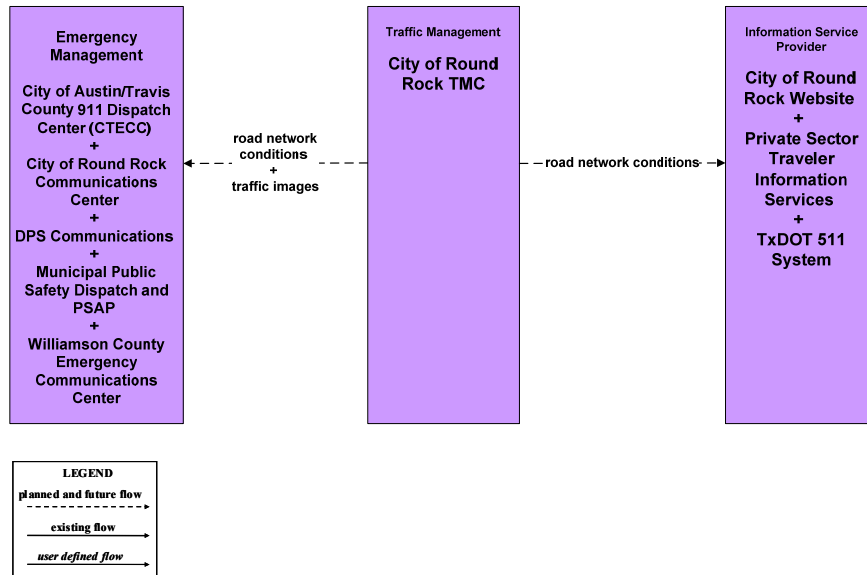 Emergency
Management
City of Austin/Travis
County 911 Dispatch
Center (CTECC)
+
City of Round Rock
Communications
Center
+
DPS Communications
+
Municipal Public
Safety Dispatch and
PSAP
+
Williamson County
Emergency
Communications
Center
road network
conditions
+
traffic images
Traffic Management
City of Round
Rock TMC
road network conditions
Information Service
Provider
City of Round
Rock Website
+
Private Sector
Traveler
Information
Services
+
TxDOT 511
System
LEGEND
planned and future flow
existing flow
user defined flow